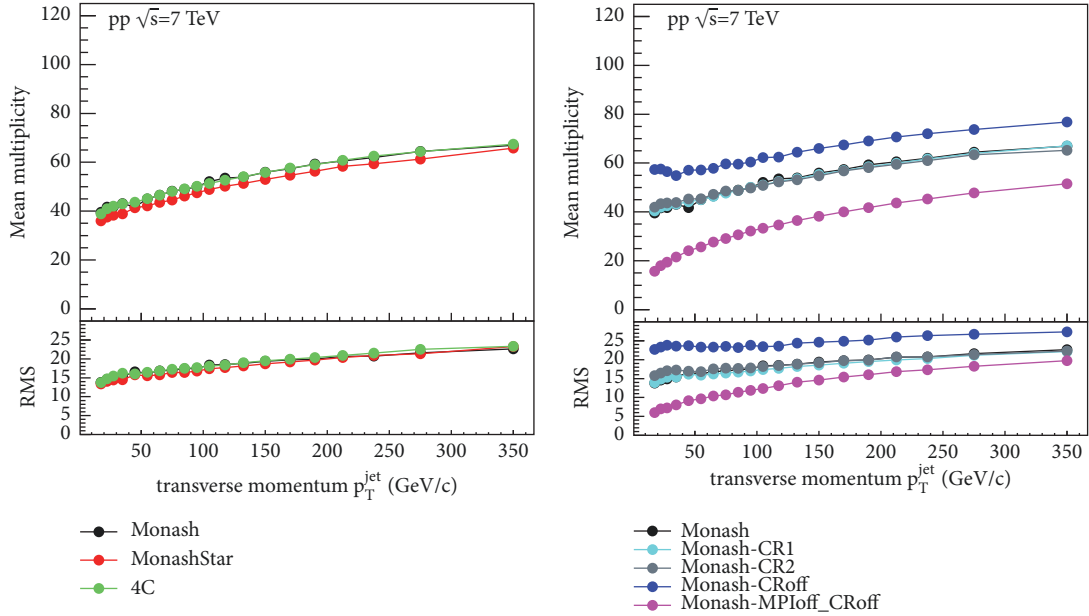 pp √s=7 TeV
Mean multiplicity
120
100
80
60
40
20
0
RMS
25
20
15
10
5
0
50 100 150 200 250 300 350
transverse momentum p_T^jet (GeV/c)
Monash
MonashStar
4C
pp √s=7 TeV
Mean multiplicity
120
100
80
60
40
20
0
RMS
25
20
15
10
5
0
50 100 150 200 250 300 350
transverse momentum p_T^jet (GeV/c)
Monash
Monash-CR1
Monash-CR2
Monash-CRoff
Monash-MPIoff_CRoff